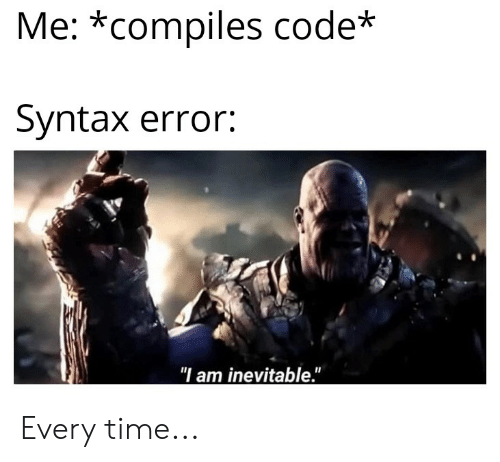 Me: *compiles code*
Syntax error:
"I am inevitable."
Every time...